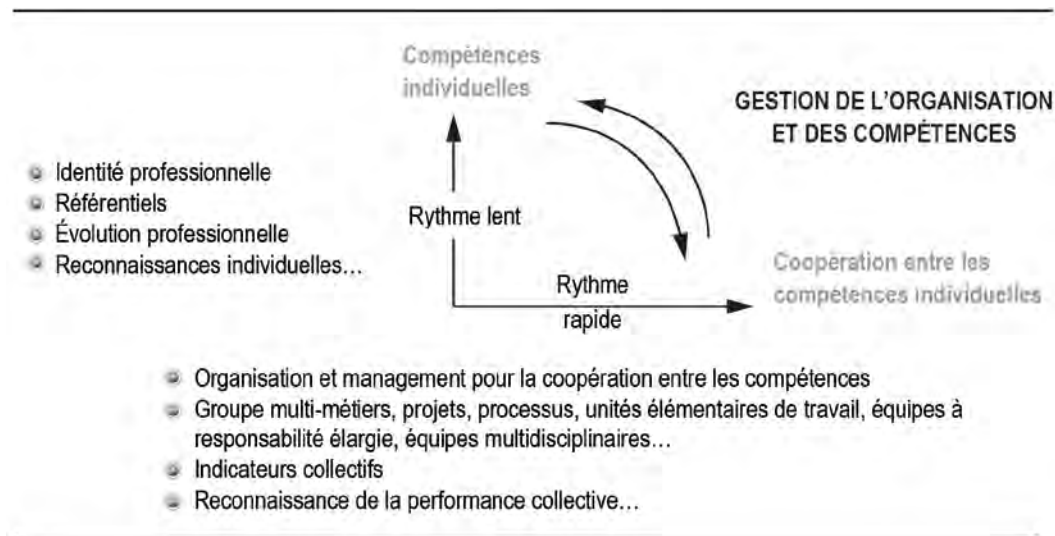 Compétences
individuelles
GESTION DE L'ORGANISATION
ET DES COMPÉTENCES
Identité professionnelle
Référentiels
Évolution professionnelle
Reconnaissances individuelles…
Rythme lent
Rythme
rapide
Coopération entre les
compétences individuelles
Organisation et management pour la coopération entre les compétences
Groupe multi-métiers, projets, processus, unités élémentaires de travail, équipes à
responsabilité élargie, équipes multidisciplinaires…
Indicateurs collectifs
Reconnaissance de la performance collective…